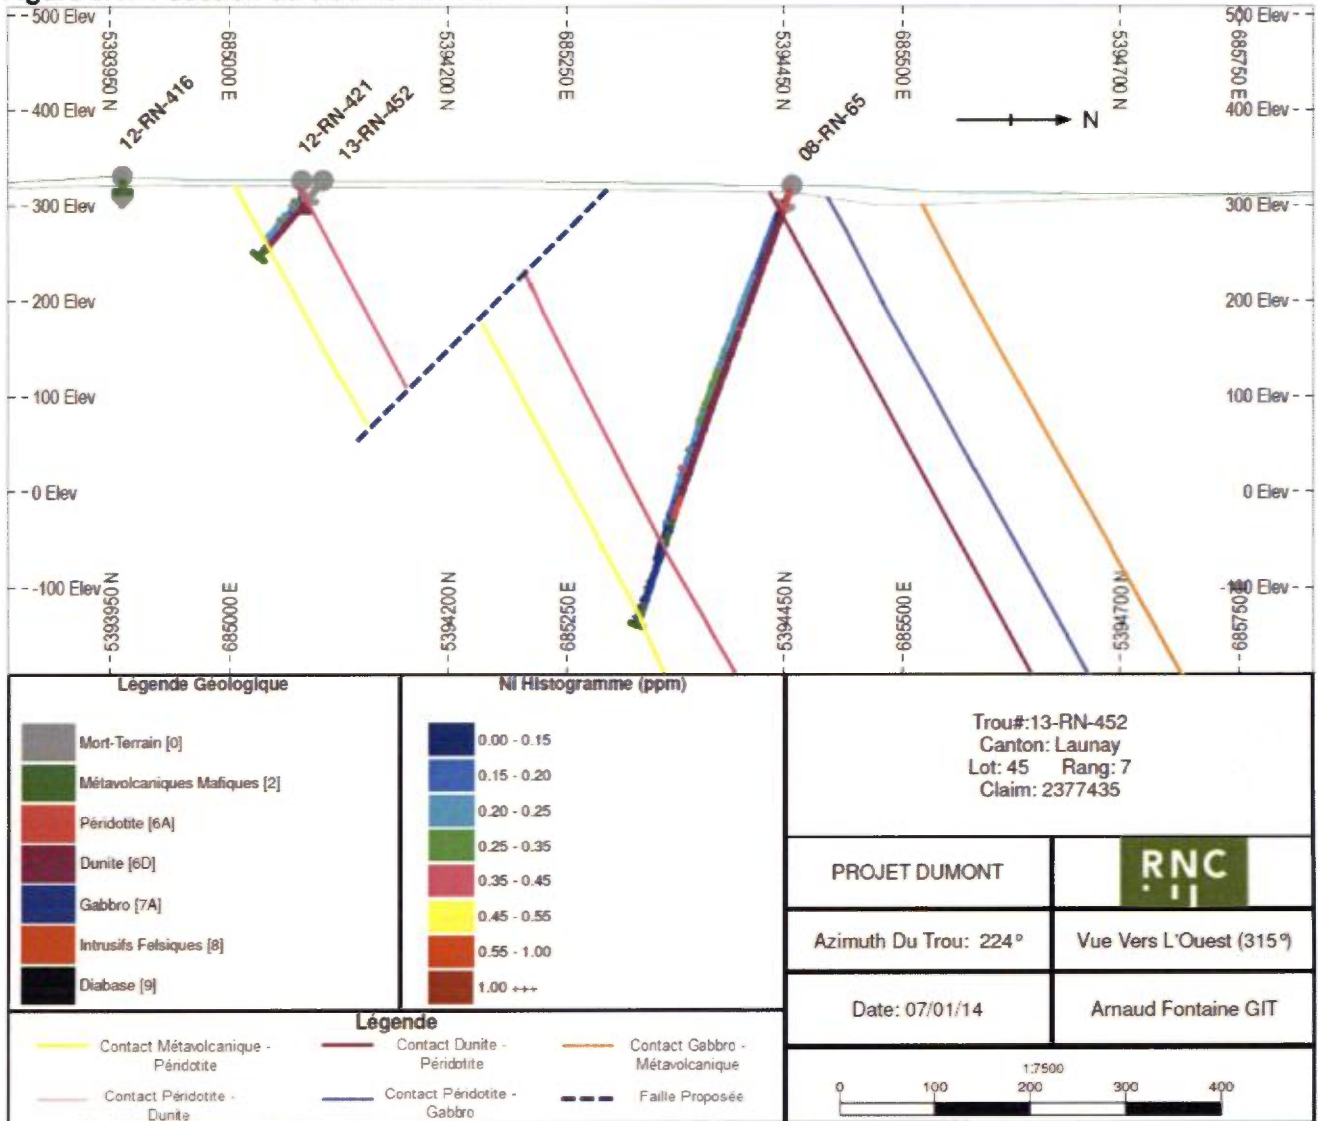 500 Elev
500 Elev
5393950 N
685000 E
5394200 N
685250 E
5394450 N
685500 E
5394700 N
685750 E
400 Elev
400 Elev
12-RN-416
12-RN-421
13-RN-452
08-RN-65
N
300 Elev
300 Elev
200 Elev
200 Elev
100 Elev
100 Elev
0 Elev
0 Elev
-100 Elev
-100 Elev
5393950 N
685000 E
5394200 N
685250 E
5394450 N
685500 E
5394700 N
685750 E
Légende Géologique
Mort-Terrain [0]
Métavolcaniques Mafiques [2]
Péridotite [6A]
Dunite [6D]
Gabbro [7A]
Intrusifs Felsiques [8]
Diabase [9]
Ni Histogramme (ppm)
0.00 - 0.15
0.15 - 0.20
0.20 - 0.25
0.25 - 0.35
0.35 - 0.45
0.45 - 0.55
0.55 - 1.00
1.00 +++
Trou#:13-RN-452
Canton: Launay
Lot: 45 Rang: 7
Claim: 2377435
PROJET DUMONT
RNC
Azimuth Du Trou: 224°
Vue Vers L'Ouest (315°)
Date: 07/01/14
Arnaud Fontaine GIT
Légende
Contact Métavolcanique -
Péridotite
Contact Dunite -
Péridotite
Contact Gabbro -
Métavolcanique
Contact Péridotite -
Dunite
Contact Péridotite -
Gabbro
Faille Proposée
1:7500
0 100 200 300 400